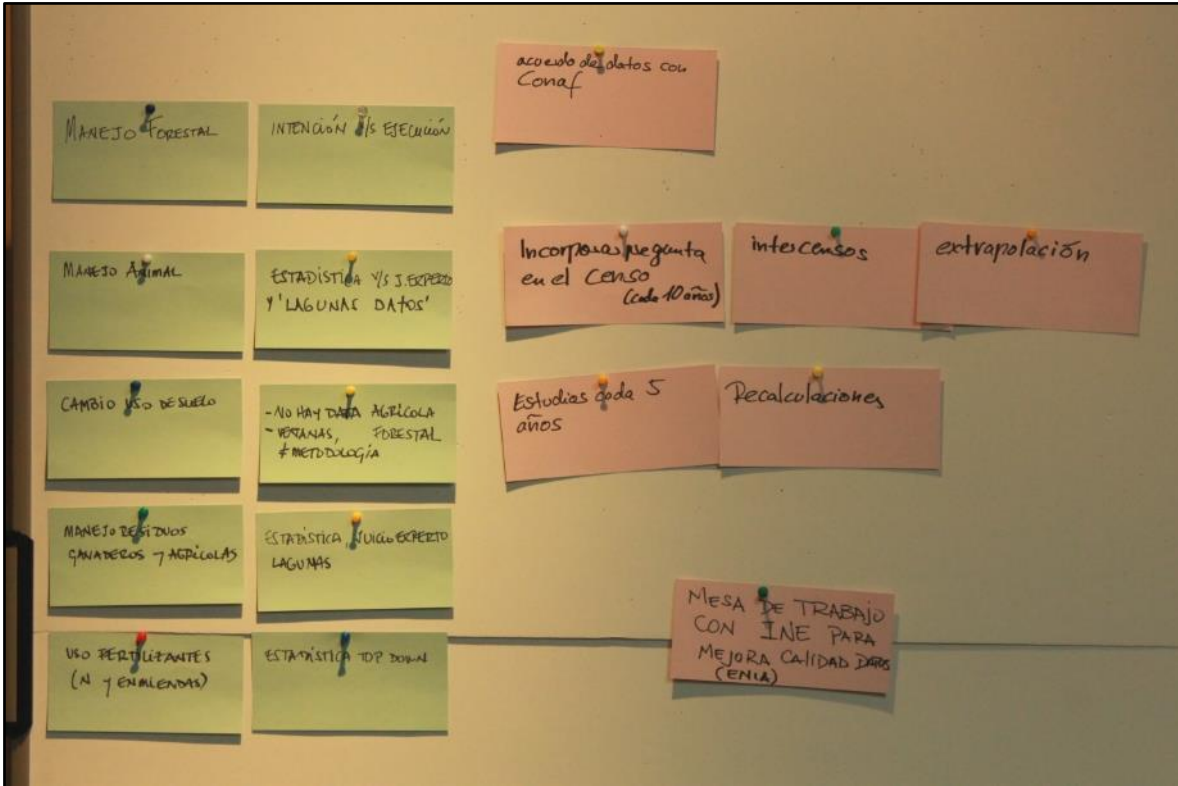 MANEJO FORESTAL
INTENCIÓN V/S EJECUCIÓN
acuerdo de datos con
Conaf
MANEJO ANIMAL
ESTADÍSTICA V/S J. EXPERTO
Y 'LAGUNAS DATOS'
Incorporar pregunta
en el Censo
(cada 10 años)
intercensos
extrapolación
CAMBIO USO DE SUELO
- NO HAY DATA AGRÍCOLA
- VETANAS, FORESTAL
≠ METODOLOGÍA
Estudios cada 5
años
Recalculaciones
MANEJO RESIDUOS
GANADEROS Y AGRÍCOLAS
ESTADÍSTICA, JUICIO EXPERTO
LAGUNAS
USO FERTILIZANTES
(N Y ENMIENDAS)
ESTADÍSTICA TOP DOWN
MESA DE TRABAJO
CON INE PARA
MEJORA CALIDAD DATOS
(ENIA)